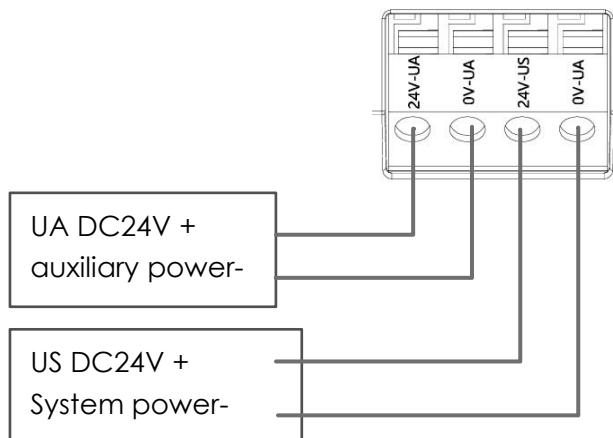 24V-UA
0V-UA
24V-US
0V-UA
UA DC24V +
auxiliary power-
US DC24V +
System power-